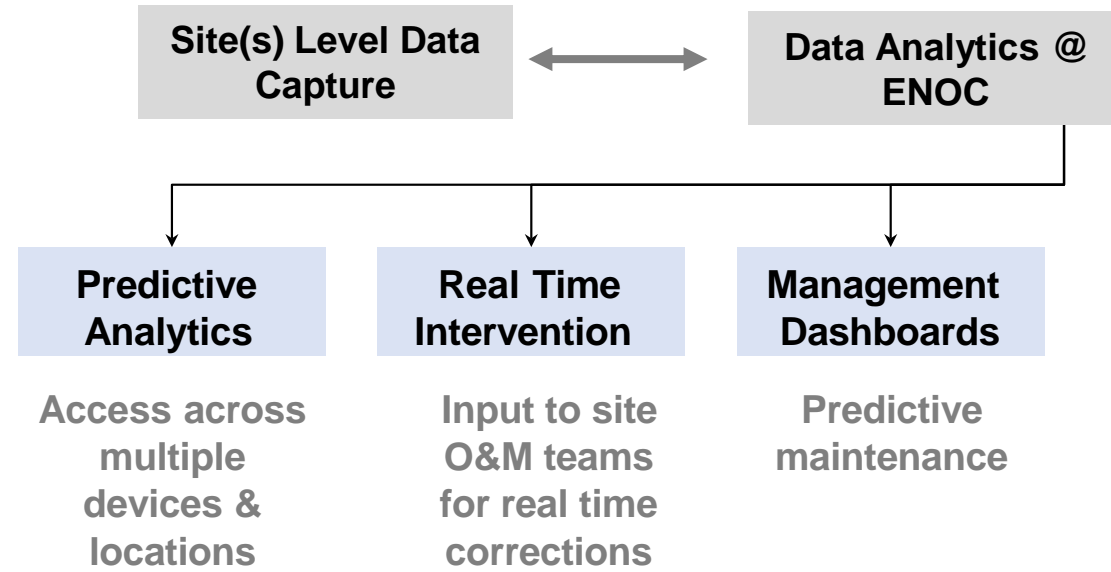 Site(s) Level Data
Capture
Data Analytics @
ENOC
Predictive
Analytics
Real Time
Intervention
Management
Dashboards
Access across
multiple
devices &
locations
Input to site
O&M teams
for real time
corrections
Predictive
maintenance